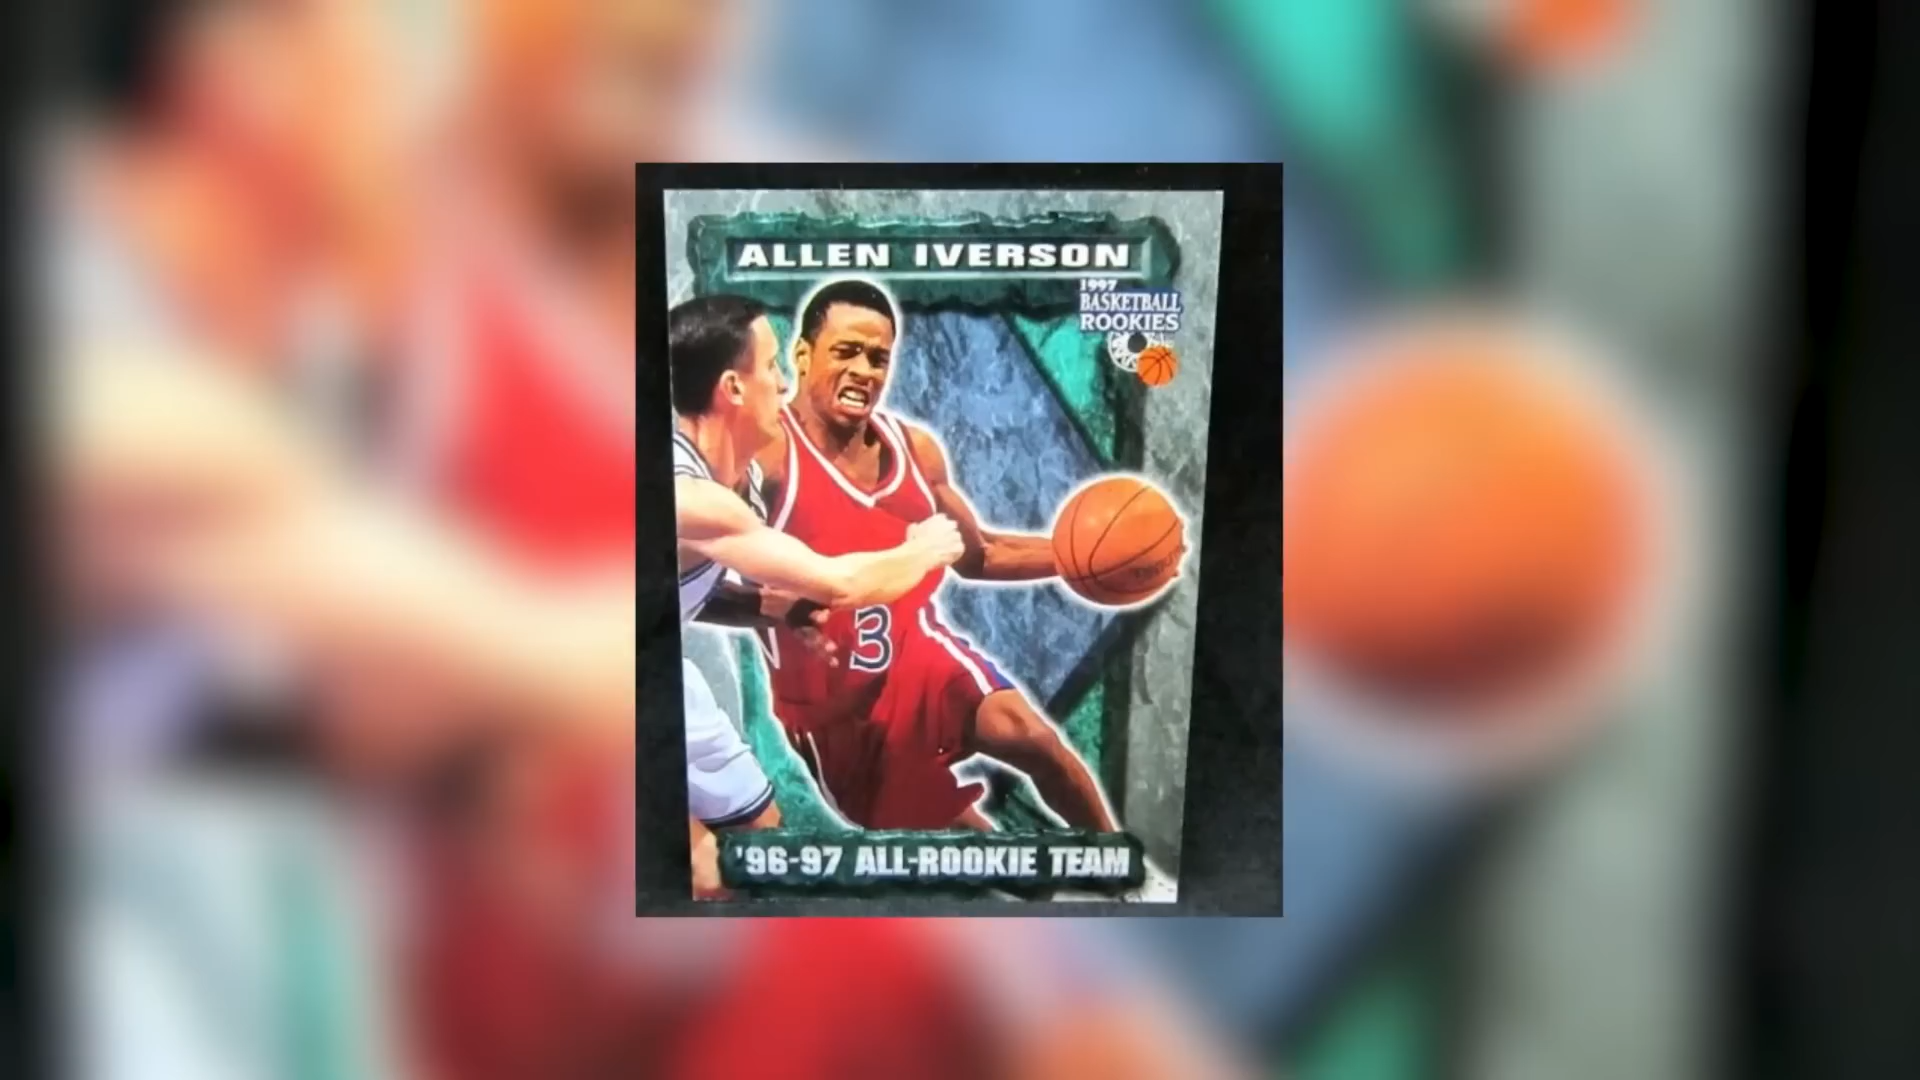 ALLEN IVERSON
1997
BASKETBALL
ROOKIES
3
'96-97 ALL-ROOKIE TEAM